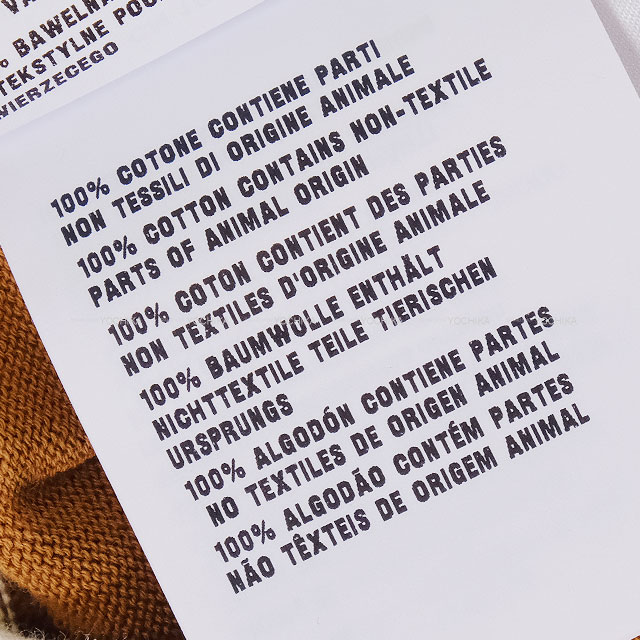 ° BAWEŁNA
TEKSTYLNE POC
WIERZECEGO
100% COTONE CONTIENE PARTI
NON TESSILI DI ORIGINE ANIMALE
100% COTTON CONTAINS NON-TEXTILE
PARTS OF ANIMAL ORIGIN
100% COTON CONTIENT DES PARTIES
NON TEXTILES D'ORIGINE ANIMALE
100% BAUMWOLLE ENTHÄLT
NICHTTEXTILE TEILE TIERISCHEN
URSPRUNGS
100% ALGODÓN CONTIENE PARTES
NO TEXTILES DE ORIGEN ANIMAL
100% ALGODÃO CONTÉM PARTES
NÃO TÊXTEIS DE ORIGEM ANIMAL